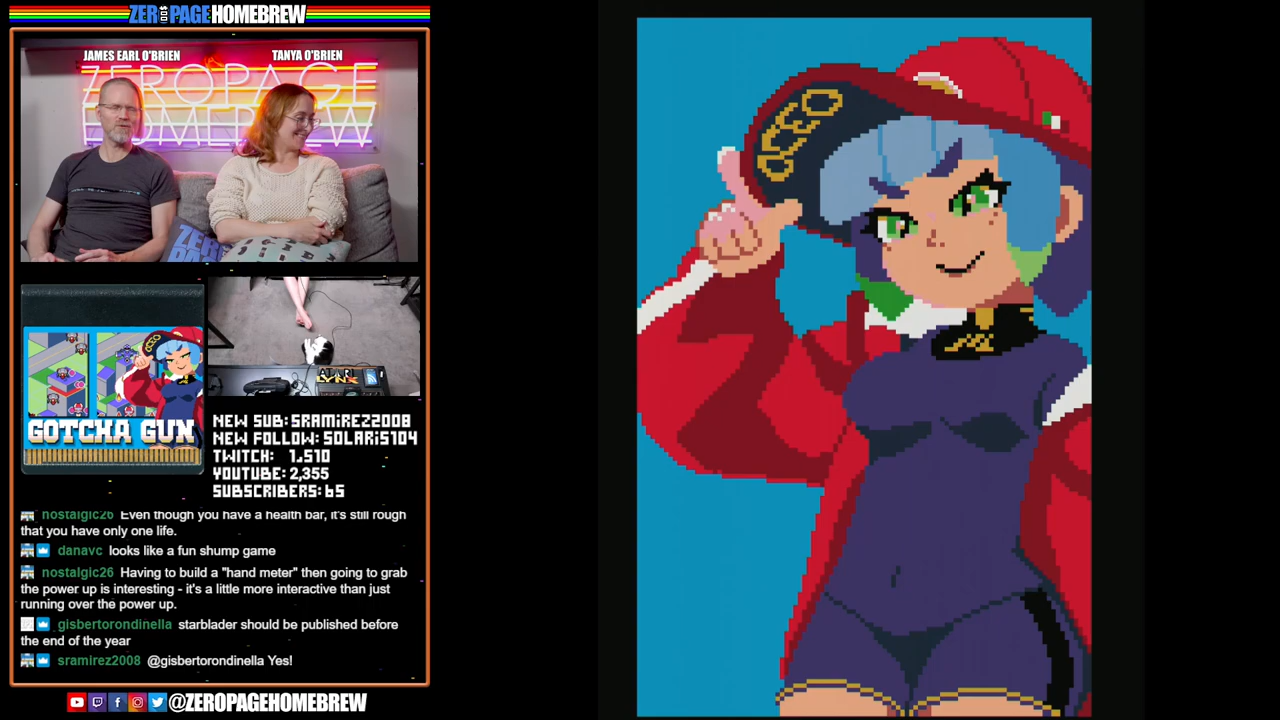 ZEROPAGEHOMEBREW
JAMES EARL O'BRIEN
TANYA O'BRIEN
ZEROPAGE
HOMEBREW
ATARI
LYNX
GOTCHA GUN
NEW SUB: SRAMIREZ2008
NEW FOLLOW: SOLARIS104
TWITCH: 1,510
YOUTUBE: 2,355
SUBSCRIBERS: 65
nostalgic26 Even though you have a health bar, it's still rough
that you have only one life.
danavc looks like a fun shump game
nostalgic26 Having to build a "hand meter" then going to grab
the power up is interesting - it's a little more interactive than just
running over the power up.
gisbertorondinella starblader should be published before
the end of the year
sramirez2008 @gisbertorondinella Yes!
@ZEROPAGEHOMEBREW